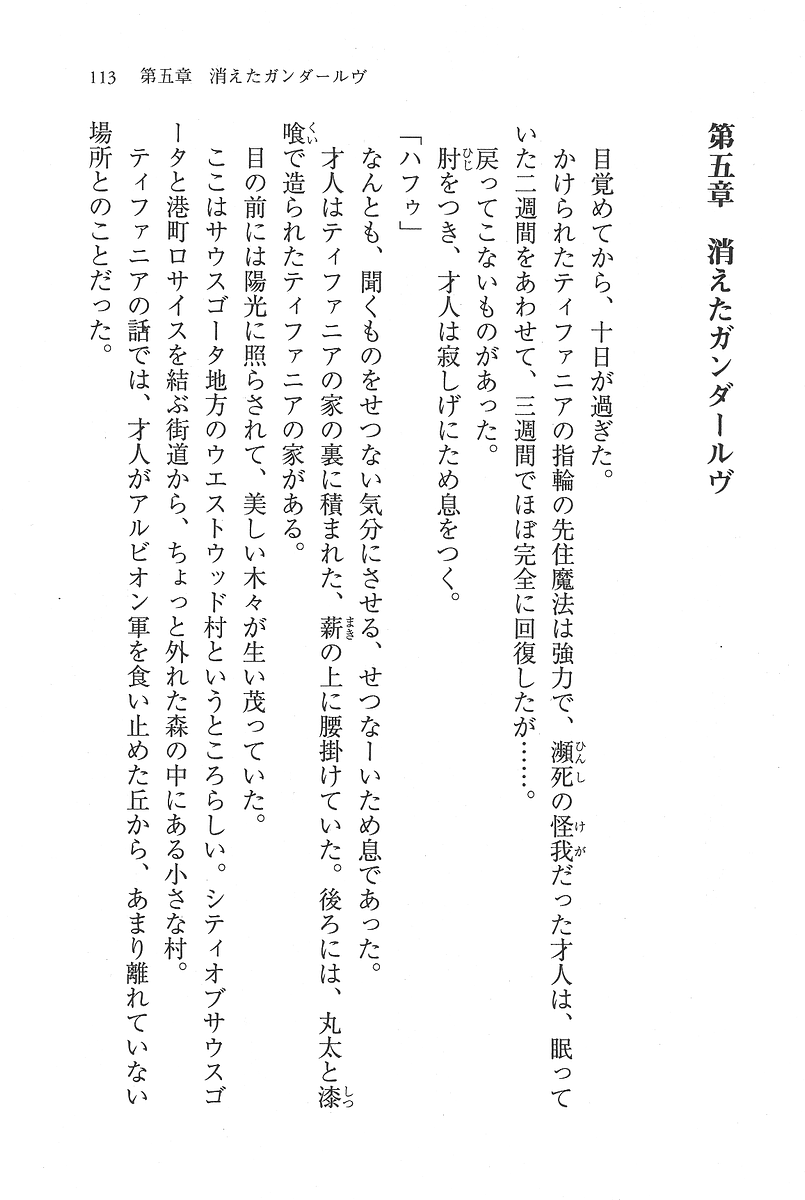 113　第五章　消えたガンダールヴ
第五章　消えたガンダールヴ
目覚めてから、十日が過ぎた。
かけられたティファニアの指輪の先住魔法は強力で、瀕死の怪我だった才人は、眠って
いた二週間をあわせて、三週間でほぼ完全に回復したが……。
戻ってこないものがあった。
肘をつき、才人は寂しげにため息をつく。
「ハフゥ」
なんとも、聞くものをせつない気分にさせる、せつなーいため息であった。
才人はティファニアの家の裏に積まれた、薪の上に腰掛けていた。後ろには、丸太と漆
喰で造られたティファニアの家がある。
目の前には陽光に照らされて、美しい木々が生い茂っていた。
ここはサウスゴータ地方のウエストウッド村というところらしい。シティオブサウスゴ
ータと港町ロサイスを結ぶ街道から、ちょっと外れた森の中にある小さな村。
ティファニアの話では、才人がアルビオン軍を食い止めた丘から、あまり離れていない
場所とのことだった。